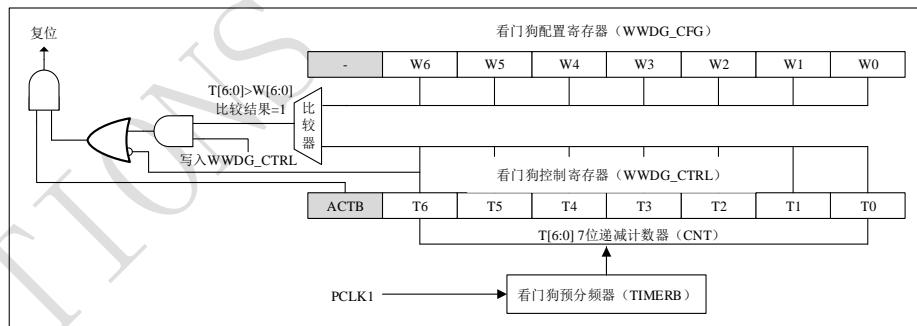 复位
看门狗配置寄存器（WWDG_CFG）
- W6 W5 W4 W3 W2 W1 W0
T[6:0]>W[6:0]
比较结果=1
比较器
写入WWDG_CTRL
看门狗控制寄存器（WWDG_CTRL）
ACTB T6 T5 T4 T3 T2 T1 T0
T[6:0] 7位递减计数器（CNT）
PCLK1
看门狗预分频器（TIMERB）
TIONS